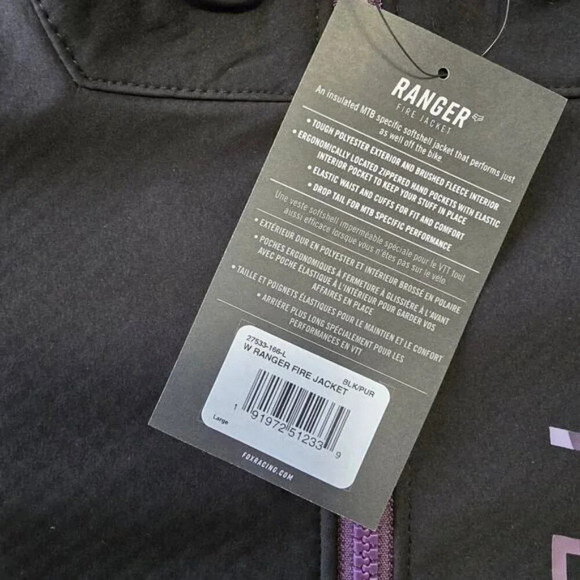 RANGER
FIRE JACKET
An insulated MTB specific softshell jacket that performs just
as well off the bike.
• TOUGH POLYESTER EXTERIOR AND BRUSHED FLEECE INTERIOR
• ERGONOMICALLY LOCATED ZIPPERED HAND POCKETS WITH ELASTIC
INTERIOR POCKET TO KEEP YOUR STUFF IN PLACE
• ELASTIC WAIST AND CUFFS FOR FIT AND COMFORT
• DROP TAIL FOR MTB SPECIFIC PERFORMANCE
Une veste softshell imperméable spéciale pour le VTT tout
aussi efficace lorsque vous n'êtes pas sur le vélo
• EXTÉRIEUR DUR EN POLYESTER ET INTÉRIEUR BROSSÉ EN POLAIRE
• POCHES ERGONOMIQUES À FERMETURE À GLISSIÈRE À L'AVANT
AVEC POCHE ÉLASTIQUE À L'INTÉRIEUR POUR GARDER VOS
AFFAIRES EN PLACE
• TAILLE ET POIGNETS ÉLASTIQUES POUR LE MAINTIEN ET LE CONFORT
• ARRIÈRE PLUS LONG SPÉCIALEMENT POUR LES
PERFORMANCES EN VTT
27533-166-L BLK/PUR
W RANGER FIRE JACKET
1 91972 51233 9
Large
FOXRACING.COM